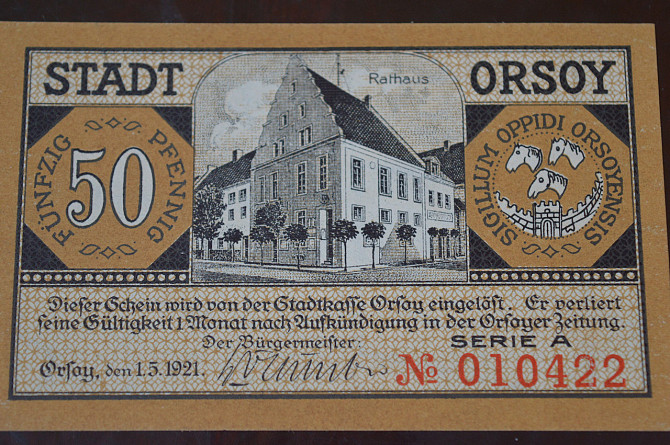 STADT ORSOY
Rathaus
FÜNFZIG PFENNIG
50
SIGILLUM OPPIDI ORSOYENSIS
Dieser Schein wird von der Stadtkasse Orsoy eingelöst. Er verliert
seine Gültigkeit 1 Monat nach Aufkündigung in der Orsoyer Zeitung.
Der Bürgermeister:
SERIE A
Orsoy, den 1.5.1921.
№ 010422